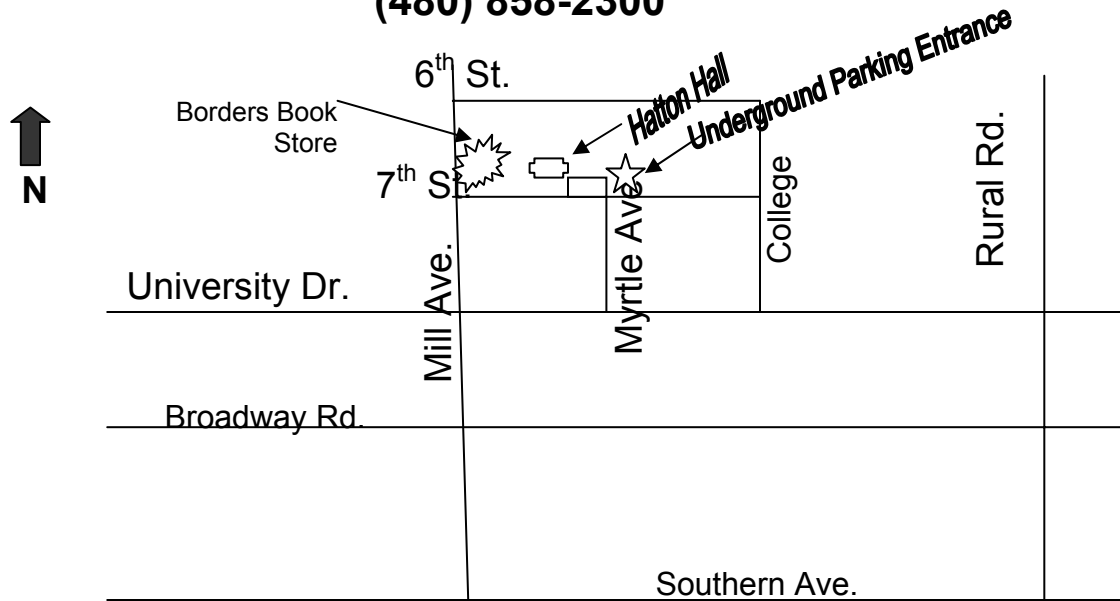 (480) 858-2300
6th St.
Borders Book
Store
Hatton Hall
Underground Parking Entrance
N
7th St.
Mill Ave.
Myrtle Ave
College
Rural Rd.
University Dr.
Broadway Rd.
Southern Ave.